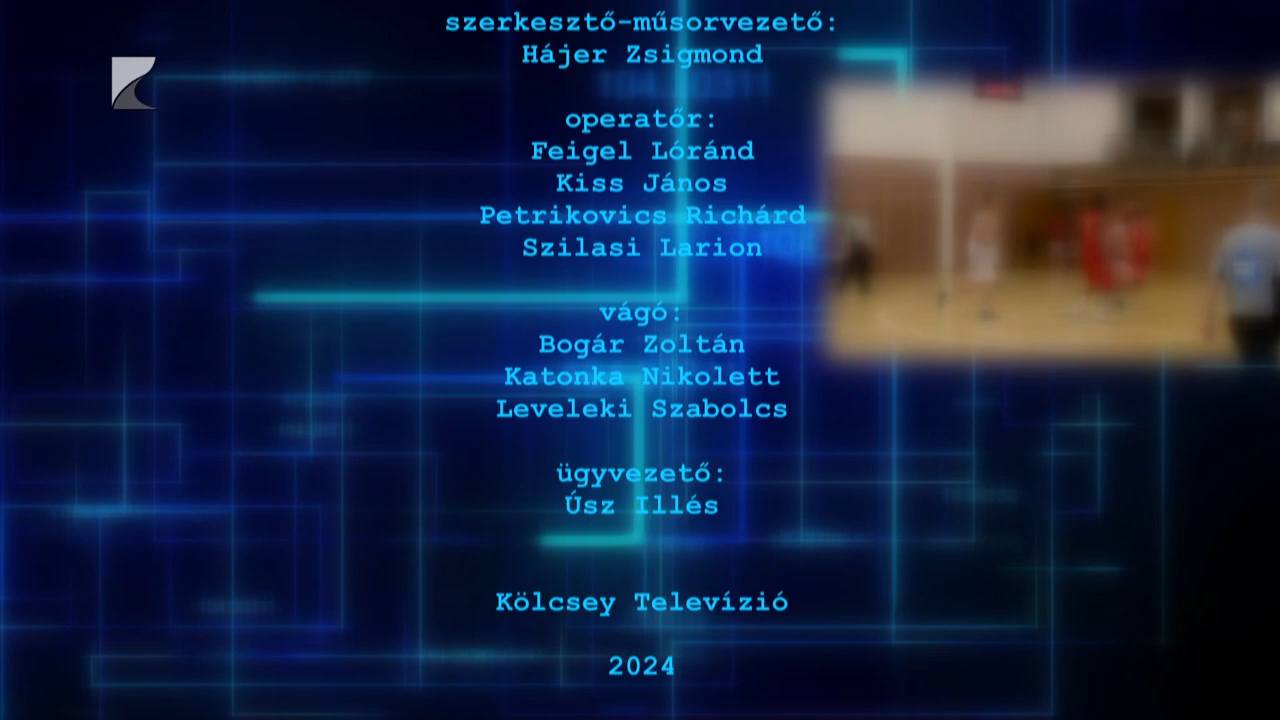 szerkesztő-műsorvezető:
Hájer Zsigmond
operatőr:
Feigel Lóránd
Kiss János
Petrikovics Richárd
Szilasi Larion
vágó:
Bogár Zoltán
Katonka Nikolett
Leveleki Szabolcs
ügyvezető:
Úsz Illés
Kölcsey Televízió
2024